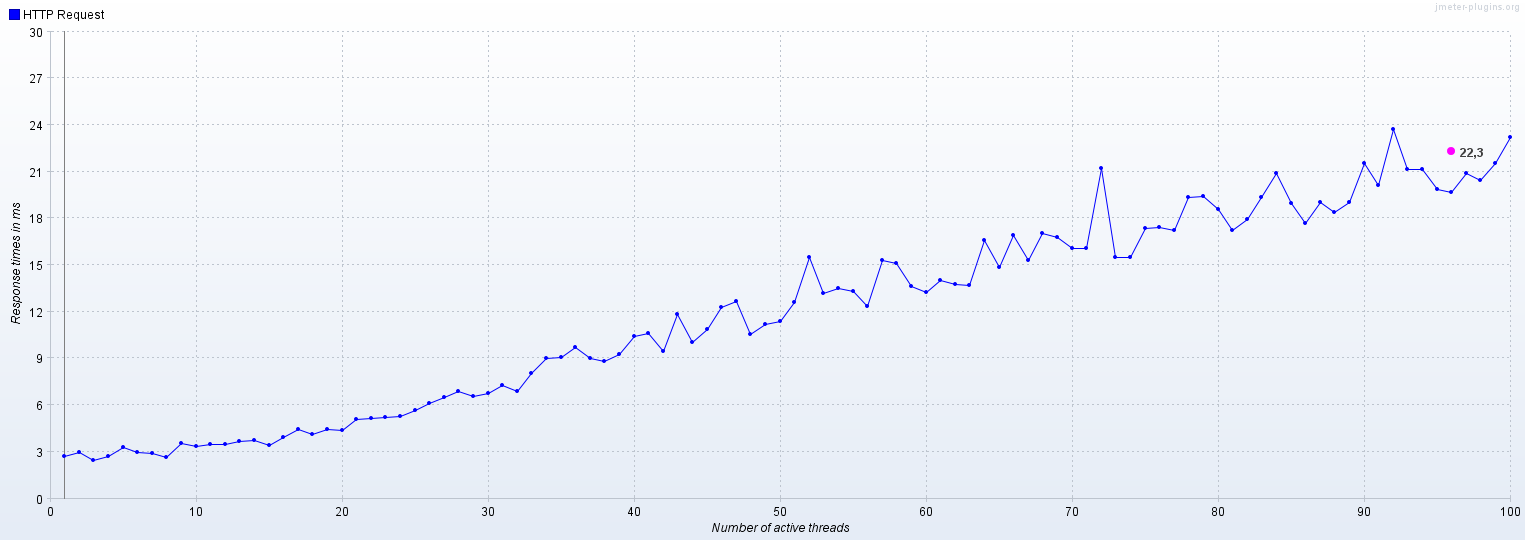 HTTP Request
jmeter-plugins.org
30
27
24
22,3
21
18
15
12
9
6
3
0
Response times in ms
0 10 20 30 40 50 60 70 80 90 100
Number of active threads